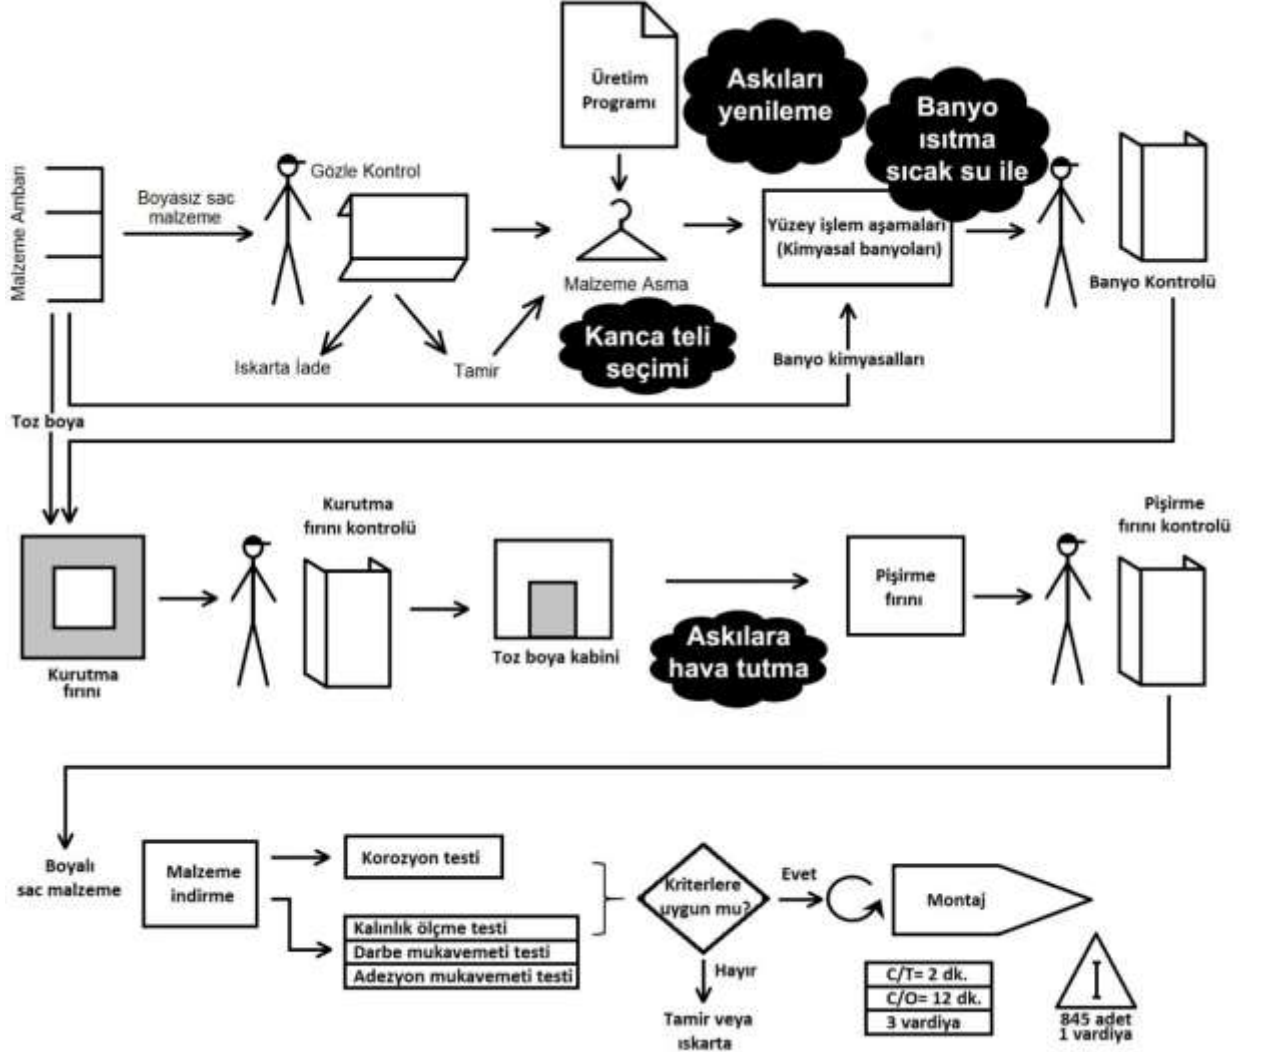 Üretim
Programı
Askıları
yenileme
Banyo
ısıtma
sıcak su ile
Malzeme Ambarı
Boyasız sac
malzeme
Gözle Kontrol
Malzeme Asma
Yüzey işlem aşamaları
(Kimyasal banyoları)
Banyo Kontrolü
Kanca teli
seçimi
Iskarta İade
Tamir
Banyo kimyasalları
Toz boya
Kurutma
fırını
Kurutma
fırını kontrolü
Toz boya kabini
Askılara
hava tutma
Pişirme
fırını
Pişirme
fırını kontrolü
Boyalı
sac malzeme
Malzeme
indirme
Korozyon testi
Kalınlık ölçme testi
Darbe mukavemeti testi
Adezyon mukavemeti testi
Kriterlere
uygun mu?
Evet
Hayır
Tamir veya
ıskarta
Montaj
C/T= 2 dk.
C/O= 12 dk.
3 vardiya
I
845 adet
1 vardiya